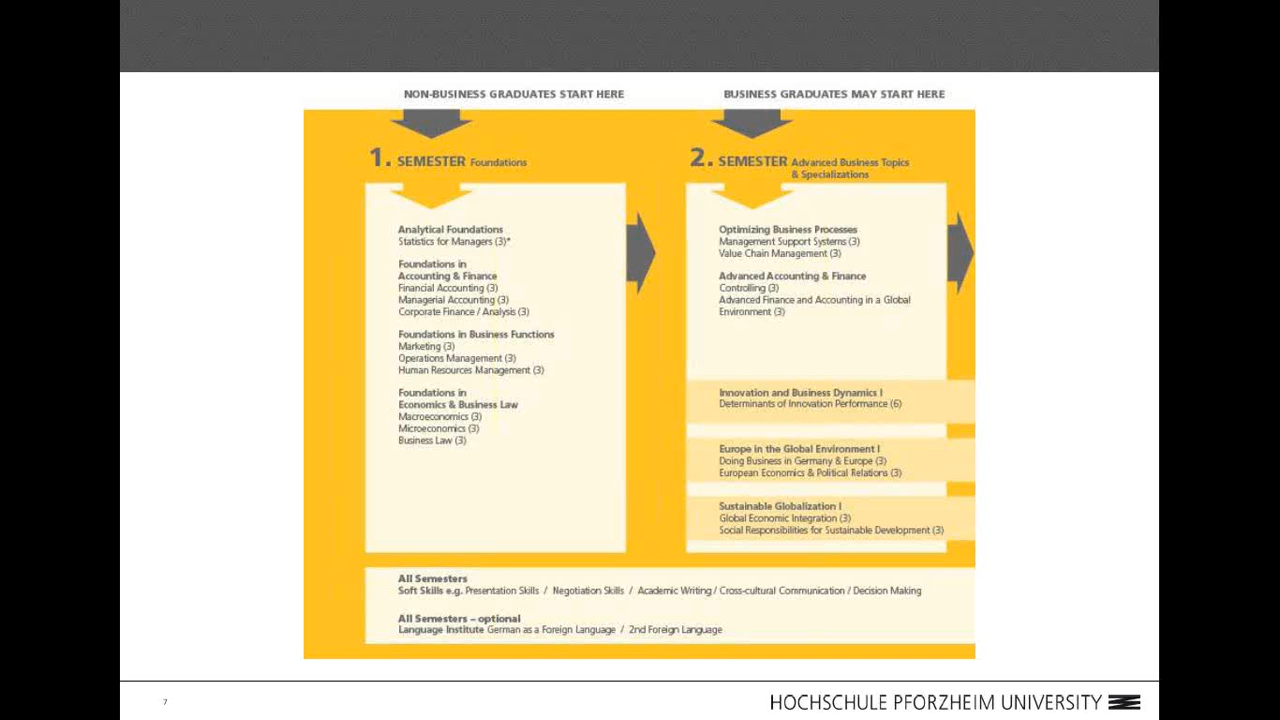 NON-BUSINESS GRADUATES START HERE
BUSINESS GRADUATES MAY START HERE
1. SEMESTER Foundations
Analytical Foundations
Statistics for Managers (3)*
Foundations in
Accounting & Finance
Financial Accounting (3)
Managerial Accounting (3)
Corporate Finance / Analysis (3)
Foundations in Business Functions
Marketing (3)
Operations Management (3)
Human Resources Management (3)
Foundations in
Economics & Business Law
Macroeconomics (3)
Microeconomics (3)
Business Law (3)
2. SEMESTER Advanced Business Topics
& Specializations
Optimizing Business Processes
Management Support Systems (3)
Value Chain Management (3)
Advanced Accounting & Finance
Controlling (3)
Advanced Finance and Accounting in a Global
Environment (3)
Innovation and Business Dynamics I
Determinants of Innovation Performance (6)
Europe in the Global Environment I
Doing Business in Germany & Europe (3)
European Economics & Political Relations (3)
Sustainable Globalization I
Global Economic Integration (3)
Social Responsibilities for Sustainable Development (3)
All Semesters
Soft Skills e.g. Presentation Skills / Negotiation Skills / Academic Writing / Cross-cultural Communication / Decision Making
All Semesters – optional
Language Institute German as a Foreign Language / 2nd Foreign Language
7
HOCHSCHULE PFORZHEIM UNIVERSITY